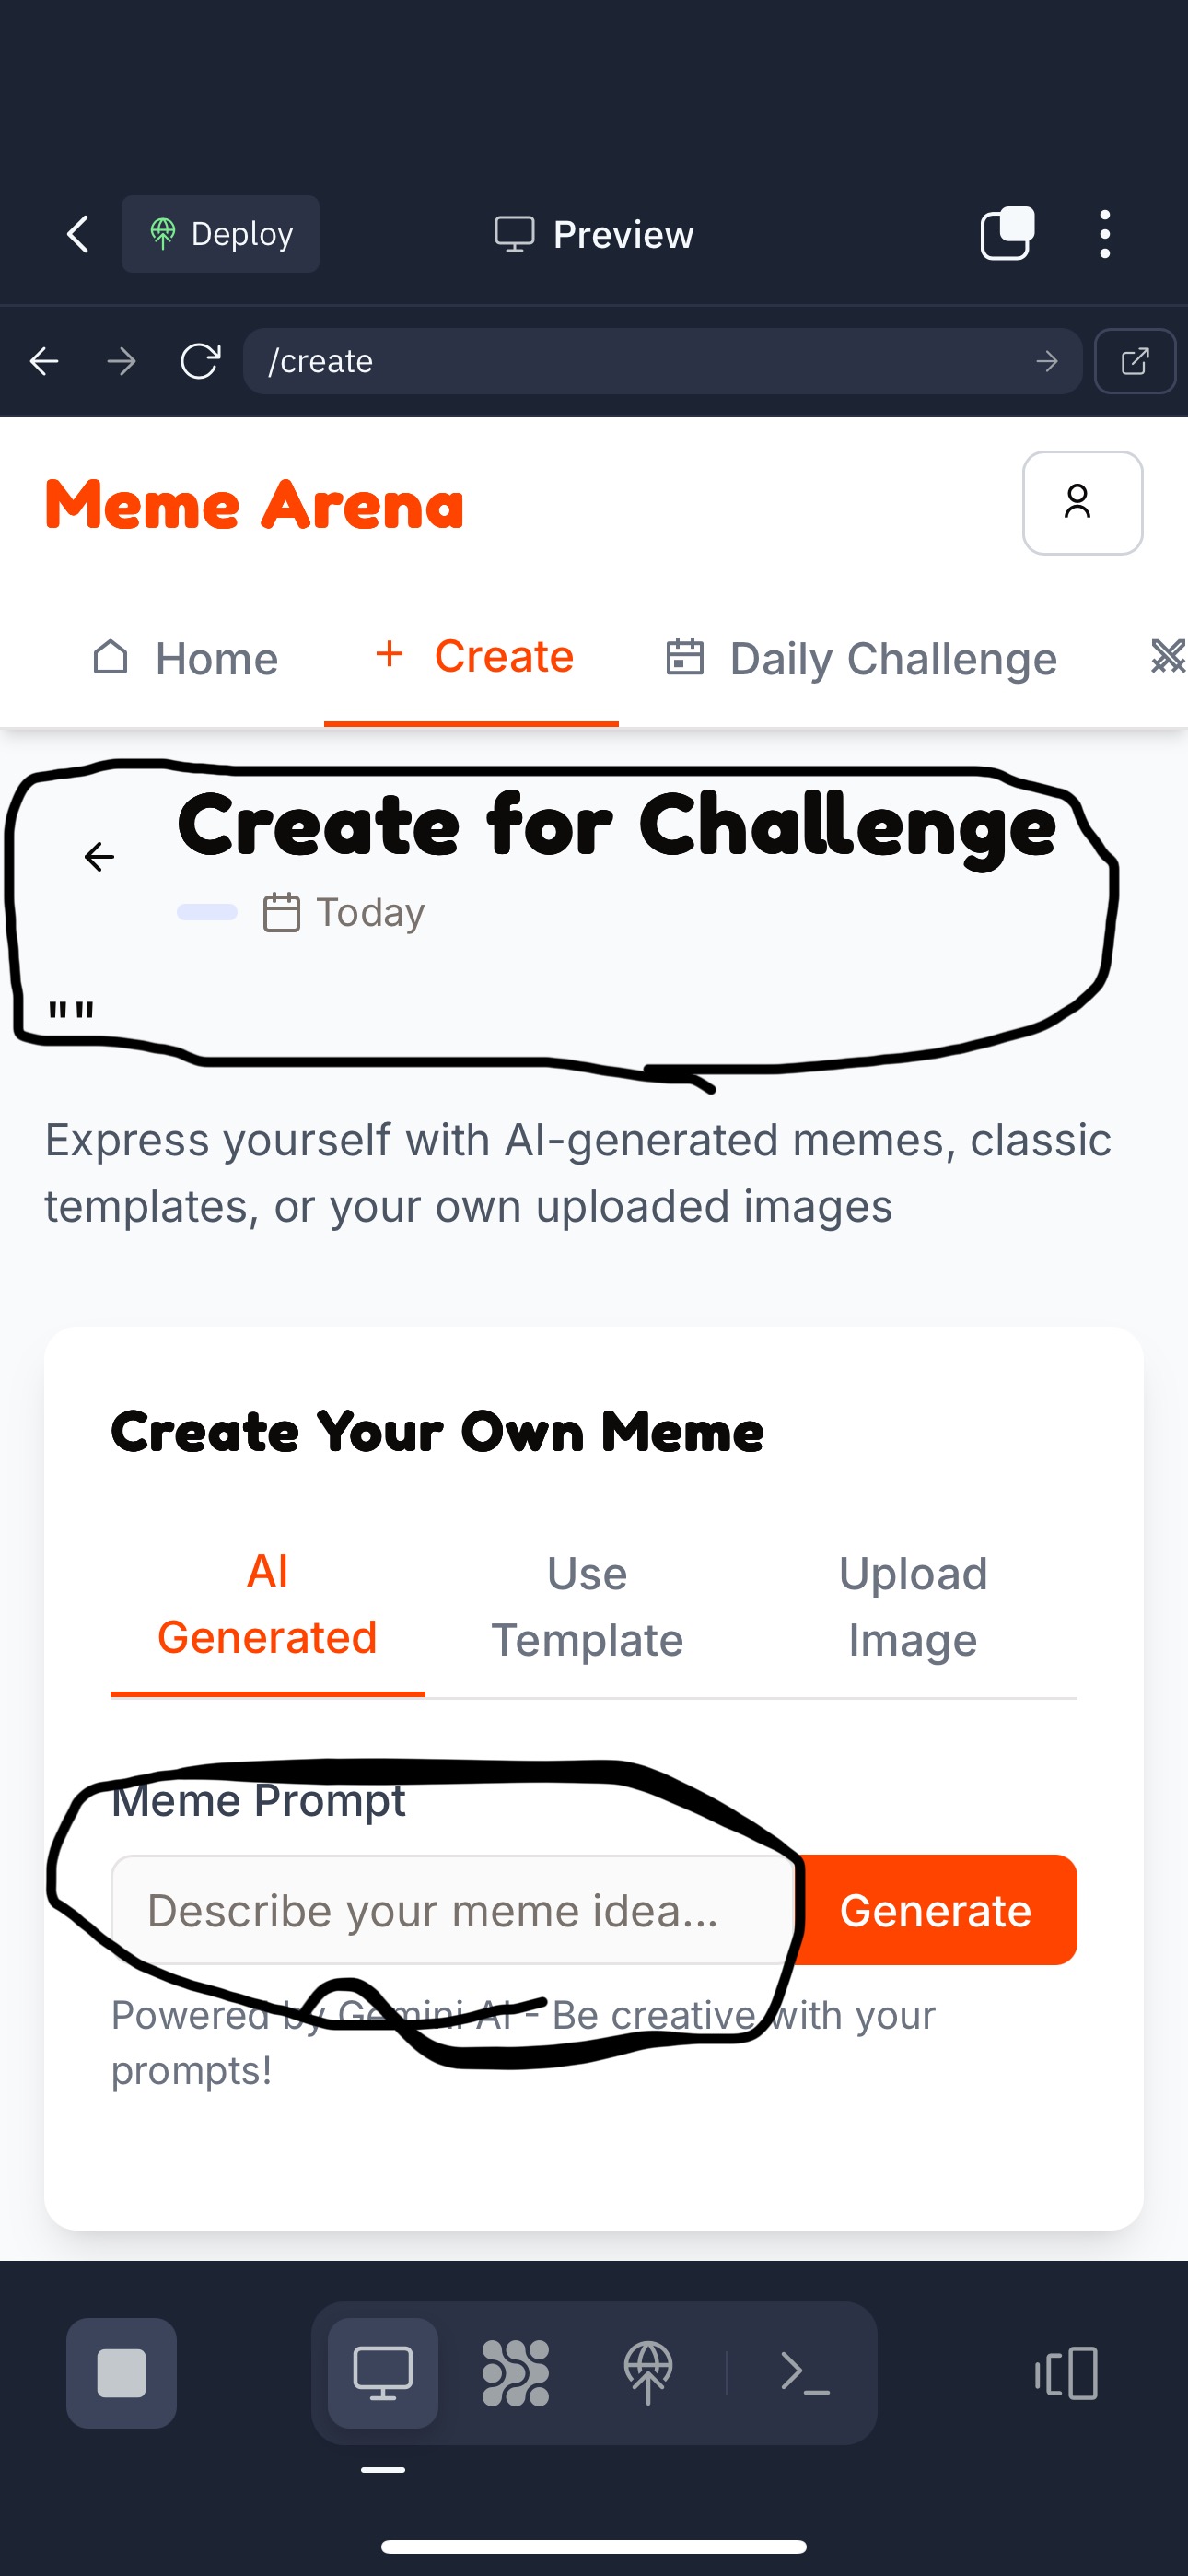 Deploy
Preview
/create
Meme Arena
Home
Create
Daily Challenge
Create for Challenge
Today
""
Express yourself with AI-generated memes, classic
templates, or your own uploaded images
Create Your Own Meme
AI Generated
Use Template
Upload Image
Meme Prompt
Describe your meme idea...
Generate
Powered by Gemini AI - Be creative with your
prompts!